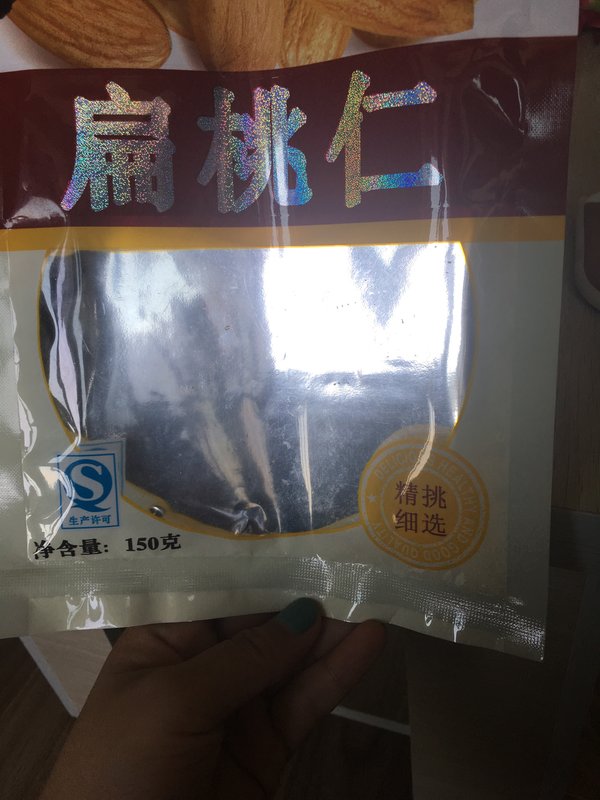 扁桃仁
生产许可
精挑
细选
净含量：150克